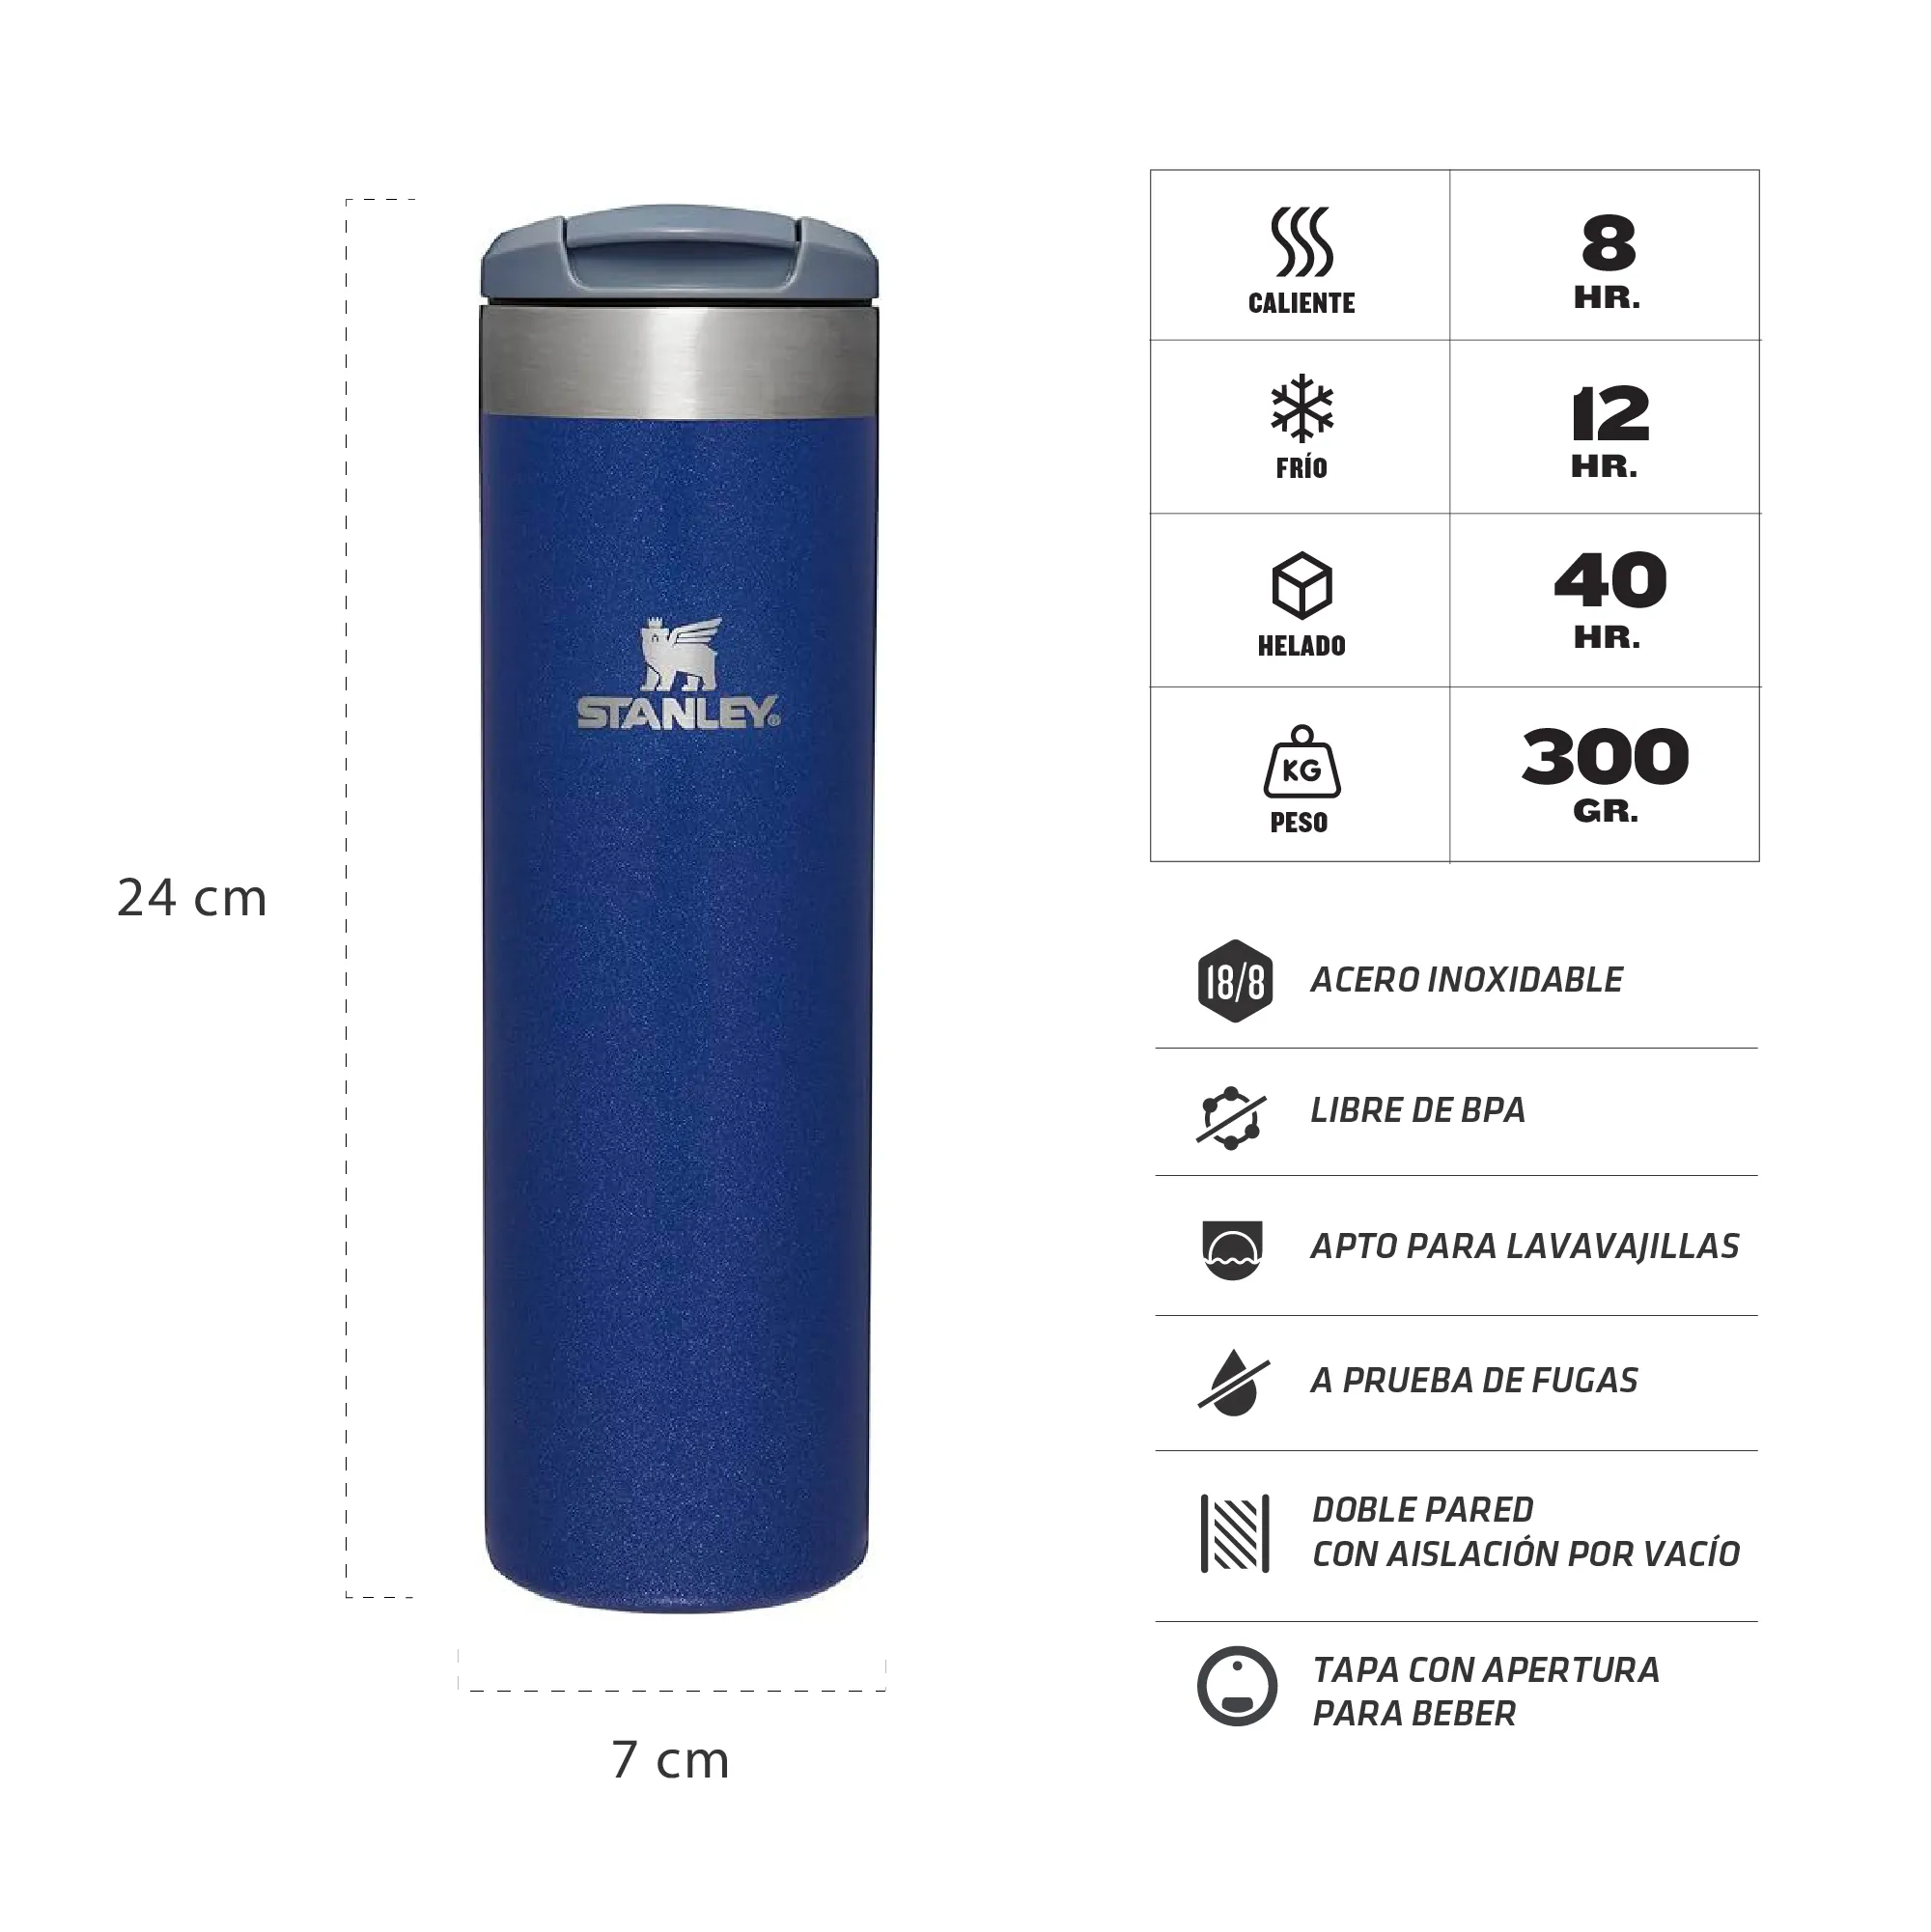 STANLEY®
24 cm
7 cm
CALIENTE
8
HR.
FRÍO
12
HR.
HELADO
40
HR.
KG
PESO
300
GR.
18/8
ACERO INOXIDABLE
LIBRE DE BPA
APTO PARA LAVAVAJILLAS
A PRUEBA DE FUGAS
DOBLE PARED
CON AISLACIÓN POR VACÍO
TAPA CON APERTURA
PARA BEBER